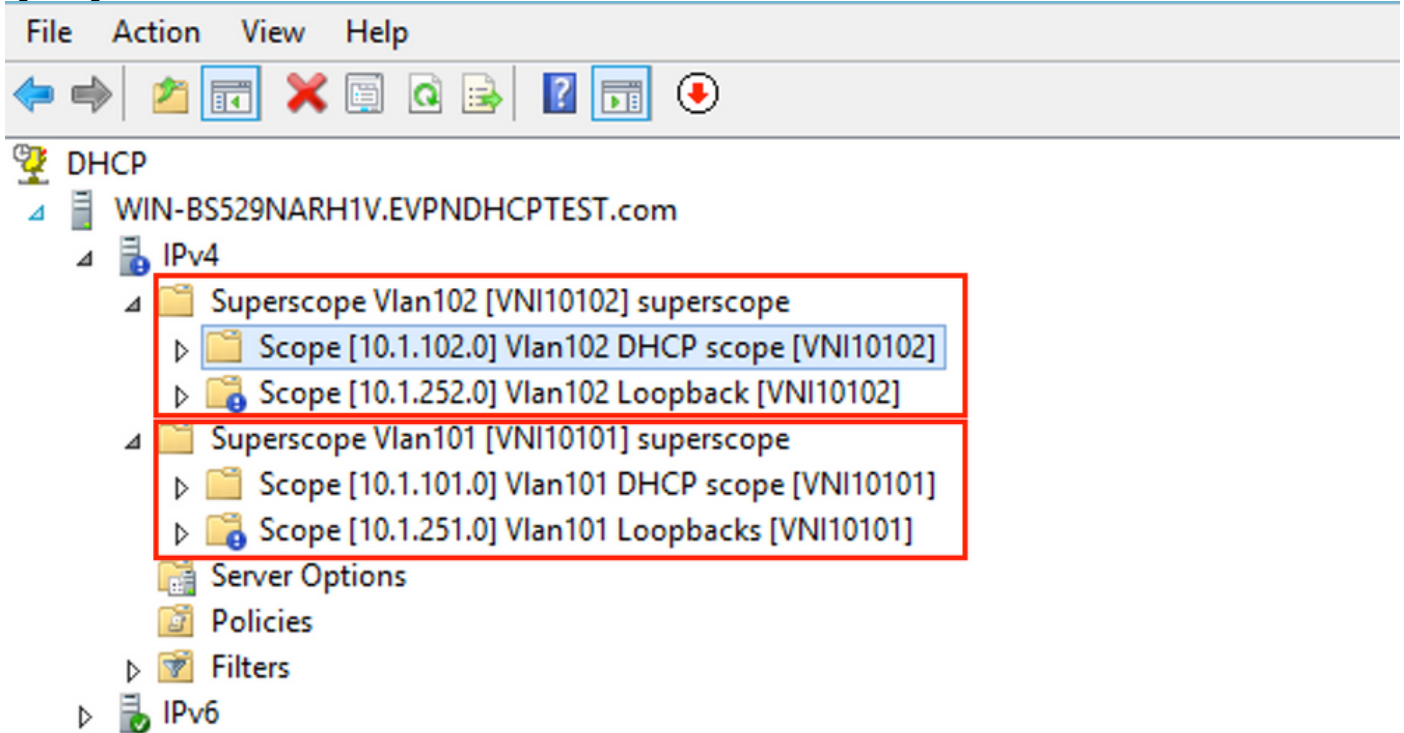 File Action View Help
DHCP
WIN-BS529NARH1V.EVPNDHCPTEST.com
IPv4
Superscope Vlan102 [VNI10102] superscope
Scope [10.1.102.0] Vlan102 DHCP scope [VNI10102]
Scope [10.1.252.0] Vlan102 Loopback [VNI10102]
Superscope Vlan101 [VNI10101] superscope
Scope [10.1.101.0] Vlan101 DHCP scope [VNI10101]
Scope [10.1.251.0] Vlan101 Loopbacks [VNI10101]
Server Options
Policies
Filters
IPv6